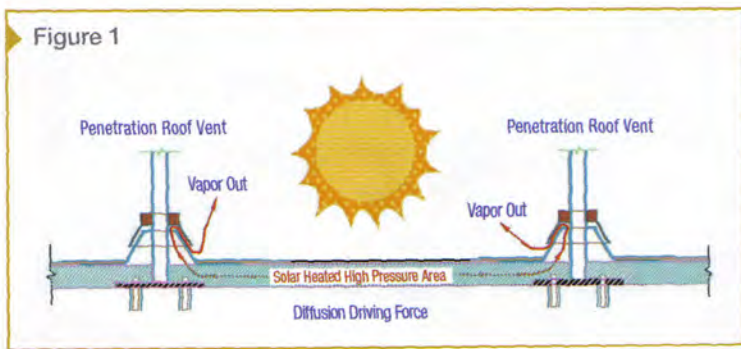 Figure 1
Penetration Roof Vent
Penetration Roof Vent
Vapor Out
Vapor Out
Solar Heated High Pressure Area
Diffusion Driving Force